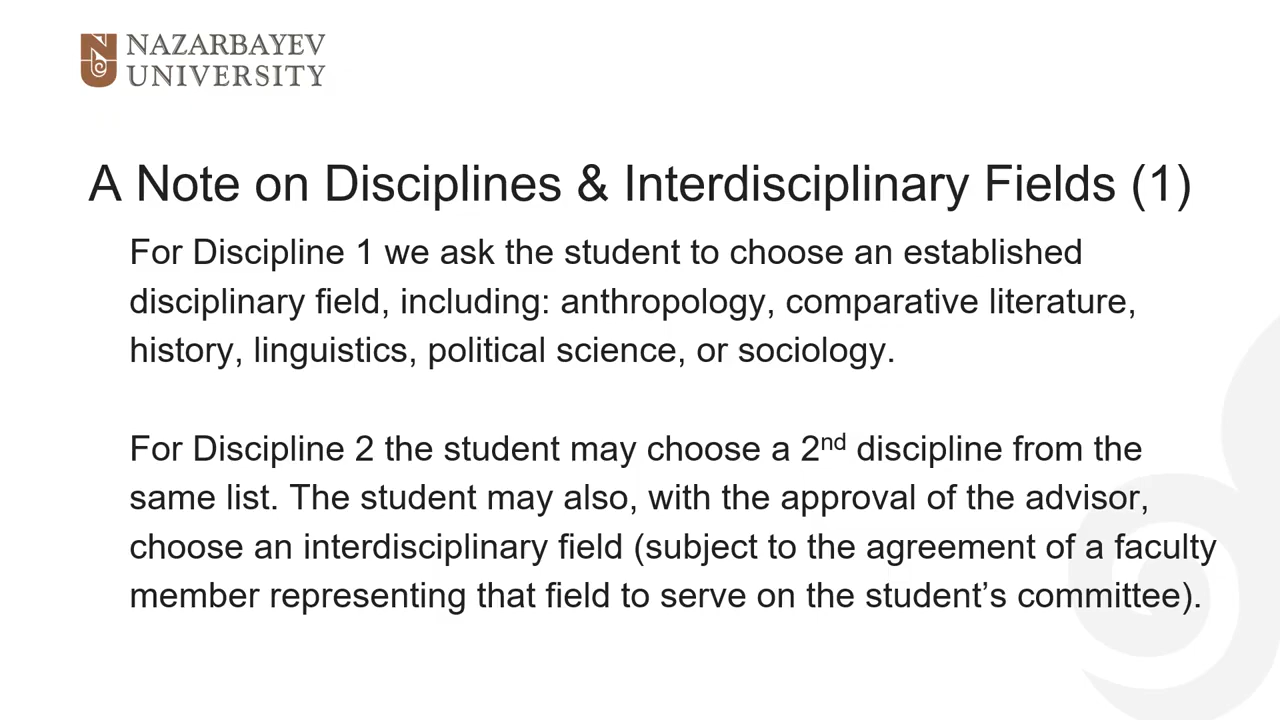 NAZARBAYEV
UNIVERSITY
A Note on Disciplines & Interdisciplinary Fields (1)
For Discipline 1 we ask the student to choose an established
disciplinary field, including: anthropology, comparative literature,
history, linguistics, political science, or sociology.
For Discipline 2 the student may choose a 2nd discipline from the
same list. The student may also, with the approval of the advisor,
choose an interdisciplinary field (subject to the agreement of a faculty
member representing that field to serve on the student’s committee).